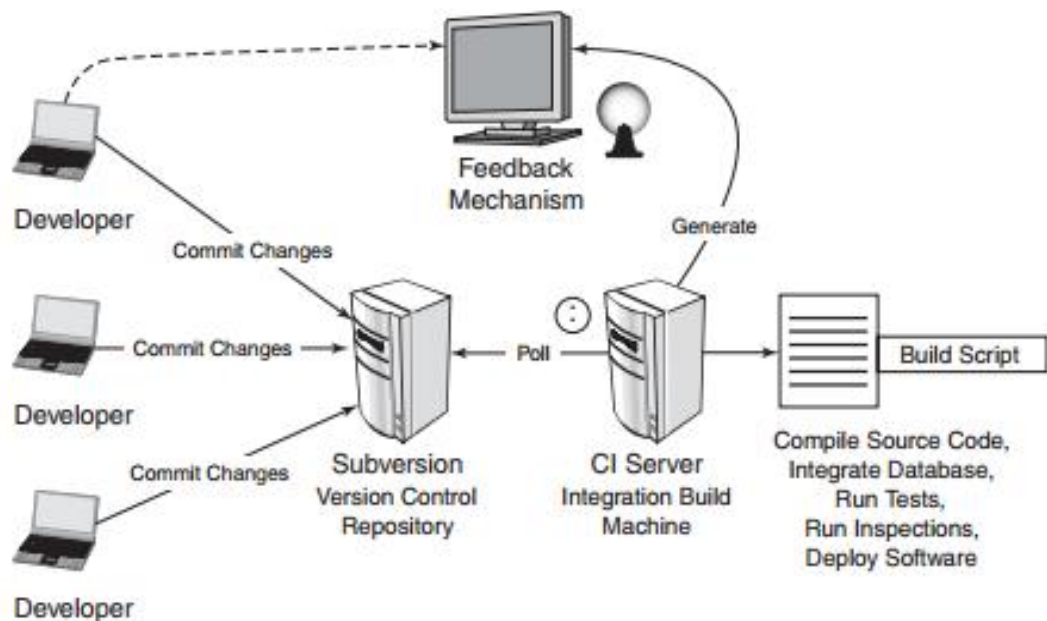 Feedback
Mechanism
Developer
Commit Changes
Generate
Developer
Commit Changes
Poll
Build Script
Developer
Commit Changes
Subversion
Version Control
Repository
CI Server
Integration Build
Machine
Compile Source Code,
Integrate Database,
Run Tests,
Run Inspections,
Deploy Software